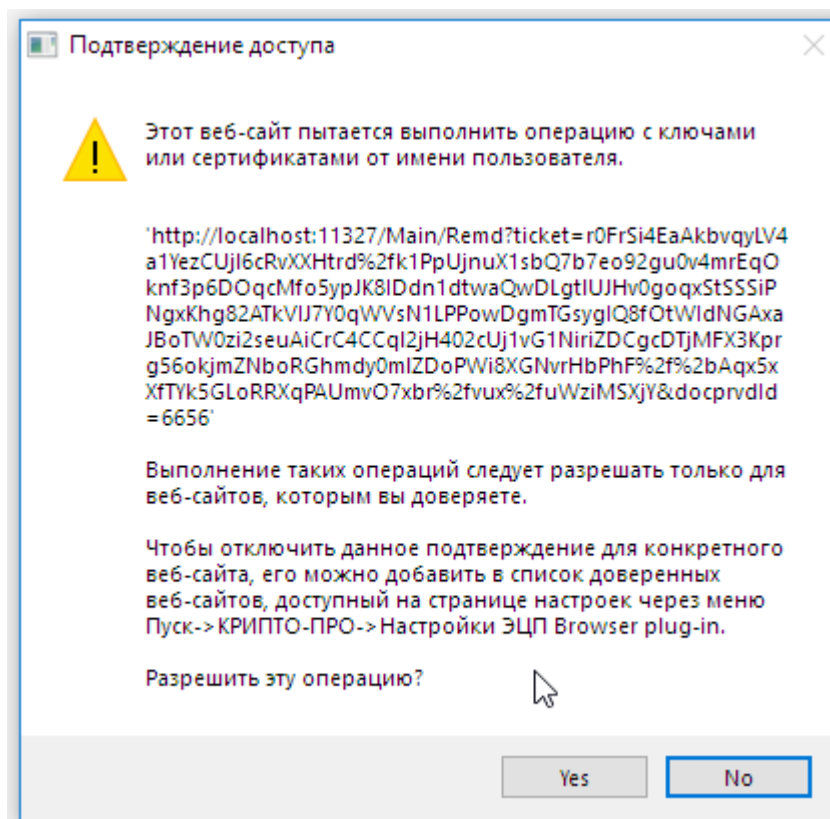 Подтверждение доступа
Этот веб-сайт пытается выполнить операцию с ключами
или сертификатами от имени пользователя.
'http://localhost:11327/Main/Remd?ticket=r0FrSi4EaAkbvqyLV4
a1YezCUjI6cRvXXHtrd%2fk1PpUjnuX1sbQ7b7eo92gu0v4mrEqO
knf3p6DOqcMfo5ypJK8IDdn1dtwaQwDLgtIUJHv0goqxStSSSiP
NgxKhg82ATkVIJ7Y0qWVsN1LPPowDgmTGsygIQ8fOtWIdNGAxa
JBoTW0zi2seuAiCrC4CCqI2jH402cUj1vG1NiriZDCgcDTjMFX3Kpr
g56okjmZNboRGhmdy0mIZDoPWi8XGNvrHbPhF%2f%2bAqx5x
XfTYk5GLoRRXqPAUmvO7xbr%2fvux%2fuWziMSXjY&docprvdId
=6656'
Выполнение таких операций следует разрешать только для
веб-сайтов, которым вы доверяете.
Чтобы отключить данное подтверждение для конкретного
веб-сайта, его можно добавить в список доверенных
веб-сайтов, доступный на странице настроек через меню
Пуск->КРИПТО-ПРО->Настройки ЭЦП Browser plug-in.
Разрешить эту операцию?
Yes
No